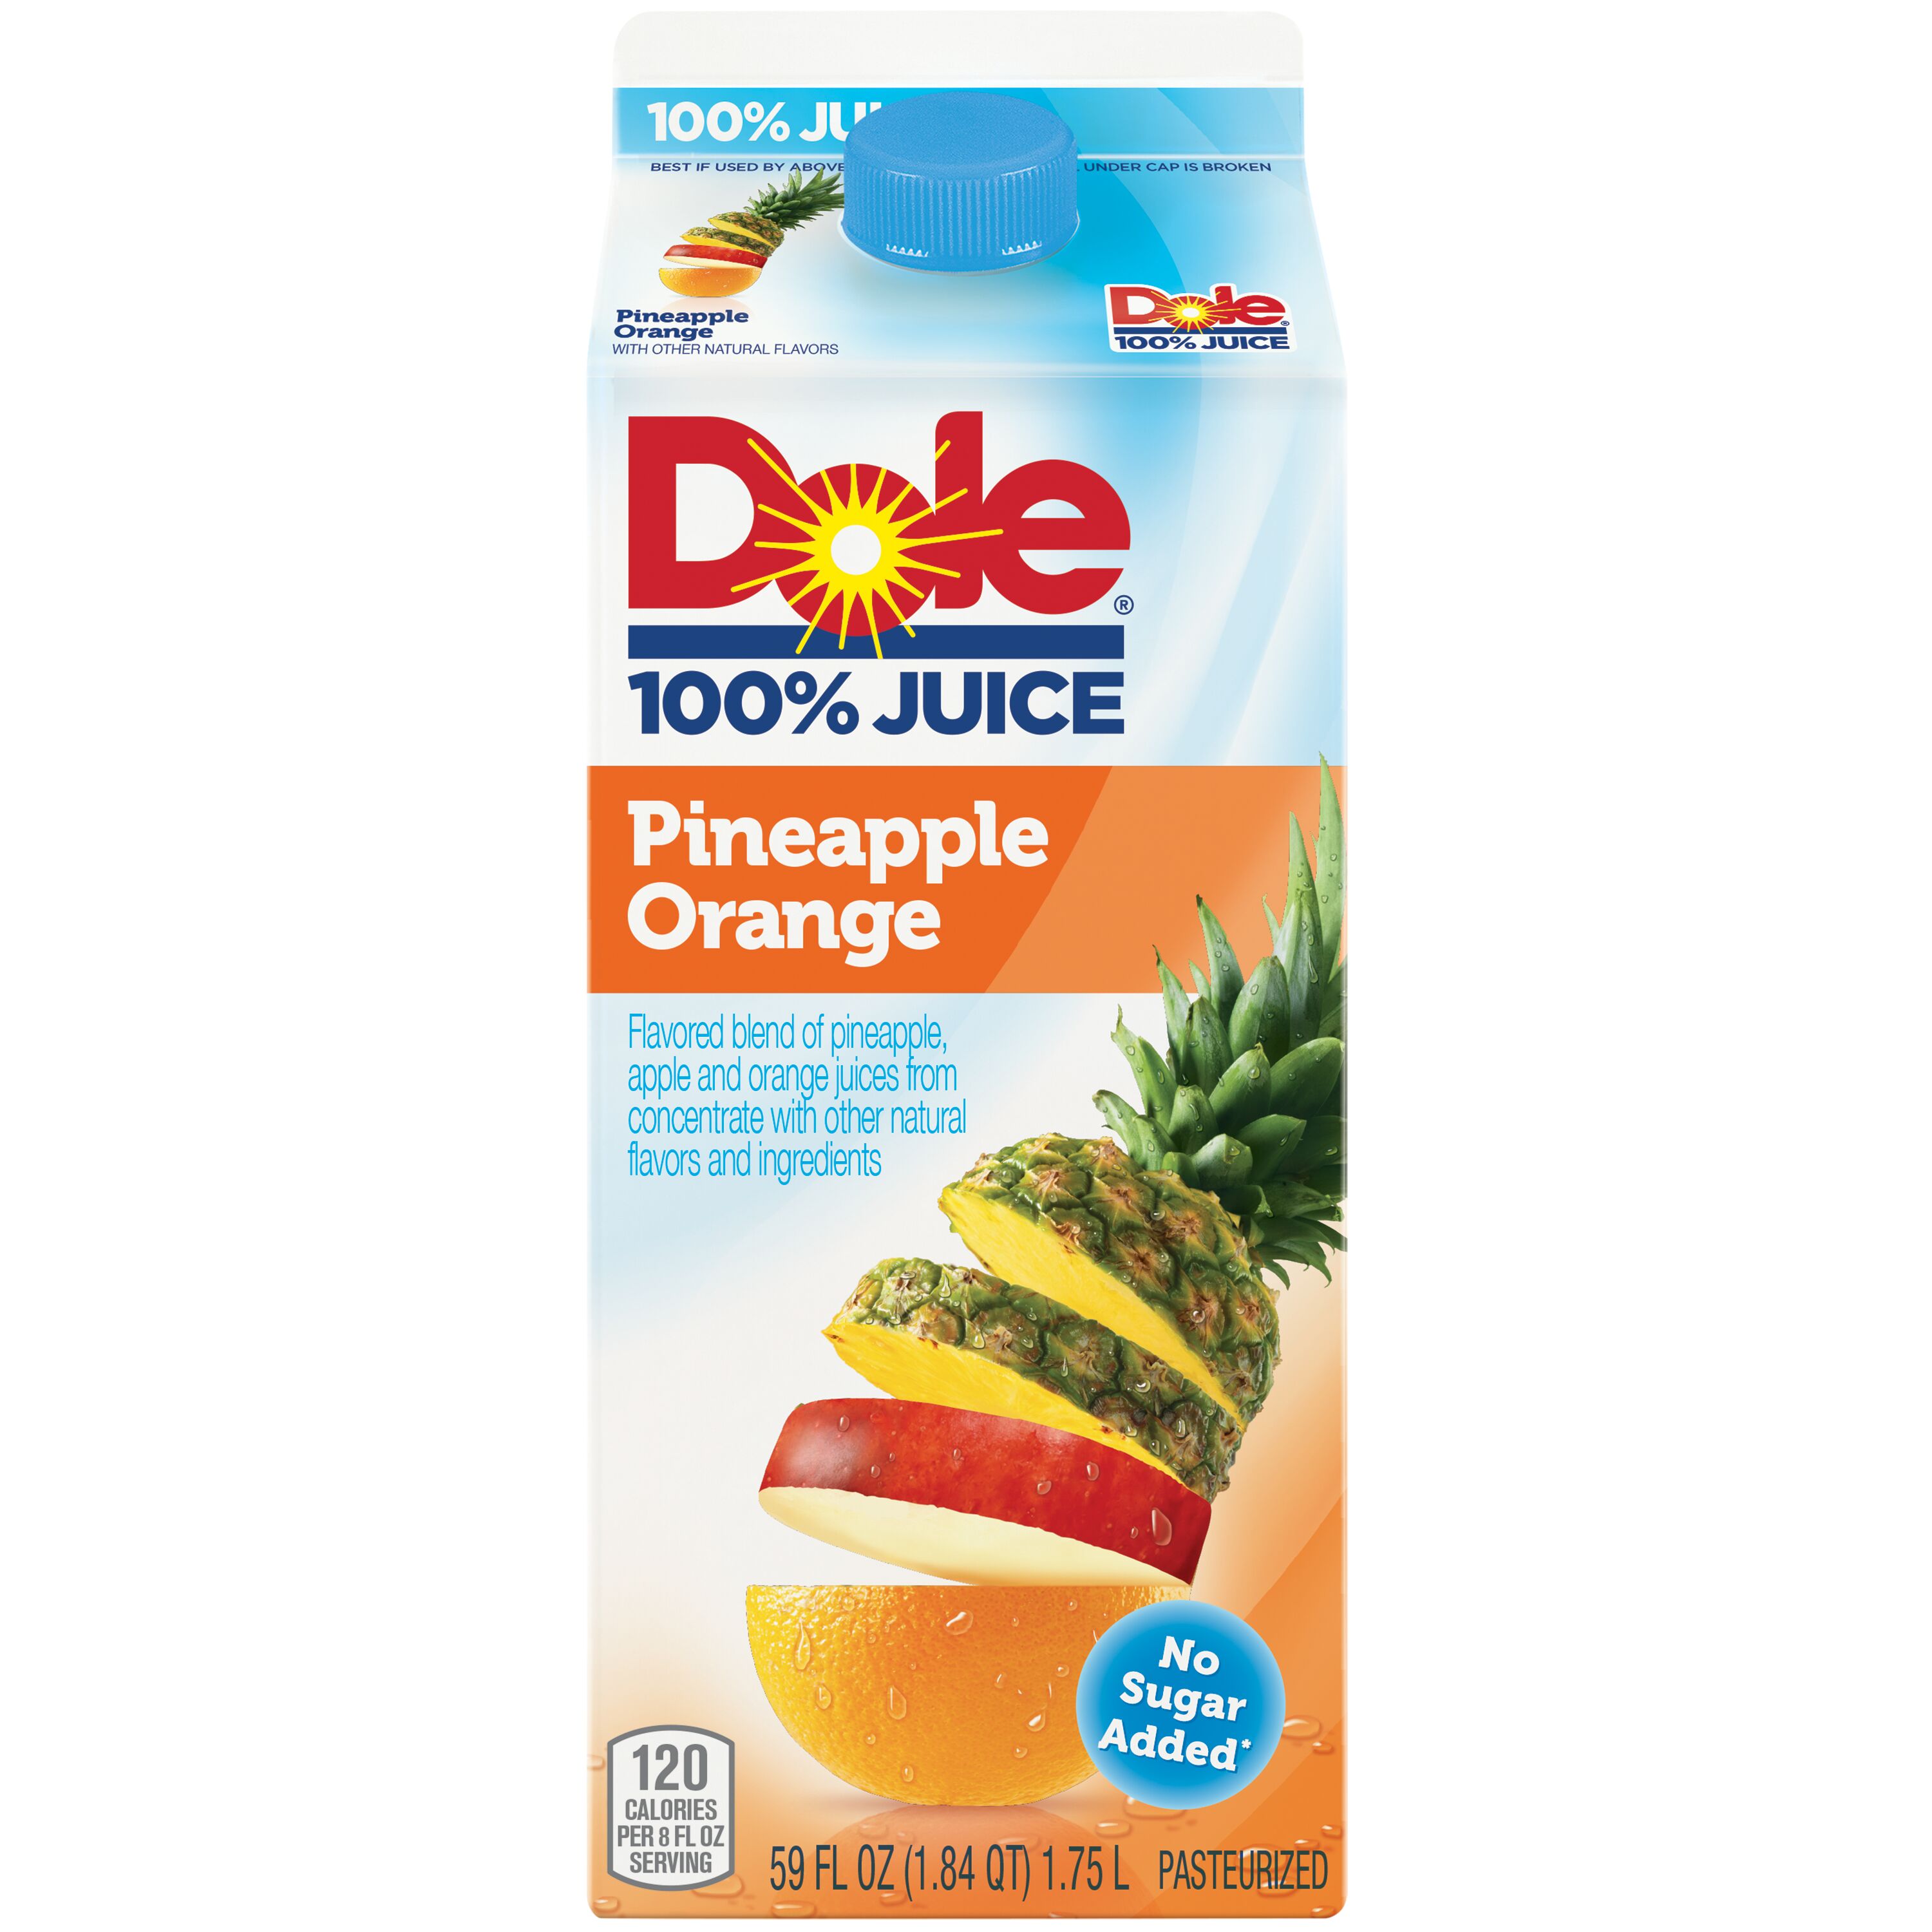 100% JUI
BEST IF USED BY ABOVE
UNDER CAP IS BROKEN
Dole®
100% JUICE
Pineapple
Orange
WITH OTHER NATURAL FLAVORS
Dole®
100% JUICE
Pineapple
Orange
Flavored blend of pineapple,
apple and orange juices from
concentrate with other natural
flavors and ingredients
No
Sugar
Added*
120
CALORIES
PER 8 FL OZ
SERVING
59 FL OZ (1.84 QT) 1.75 L PASTEURIZED